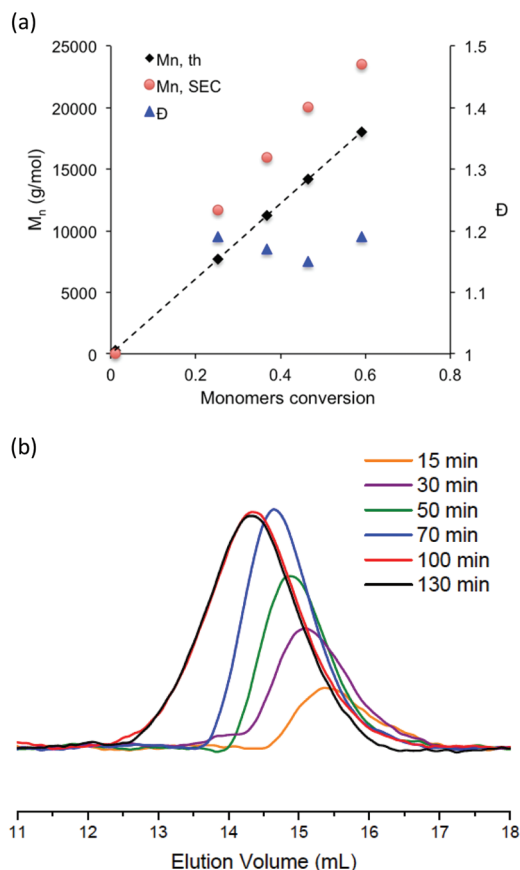 (a)
25000
20000
15000
10000
5000
0
Mn (g/mol)
Mn, th
Mn, SEC
Đ
1.5
1.4
1.3
1.2
1.1
1
Đ
0
0.2
0.4
0.6
0.8
Monomers conversion
(b)
15 min
30 min
50 min
70 min
100 min
130 min
11
12
13
14
15
16
17
18
Elution Volume (mL)